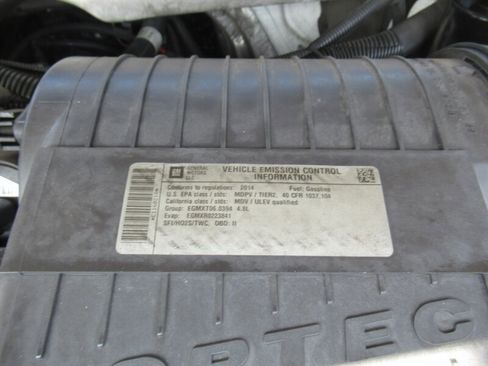 GM
GENERAL MOTORS LLC
VEHICLE EMISSION CONTROL
INFORMATION
Conforms to regulations: 2014 Fuel: Gasoline
U.S. EPA class / stds: MDPV / TIER2, 40 CFR 1037.104
California class / stds: MDV / ULEV qualified
Group: EGMXT06.0394 4.8L
Evap: EGMXR0223841
SFI/HO2S/TWC, OBD: II
ORTEC